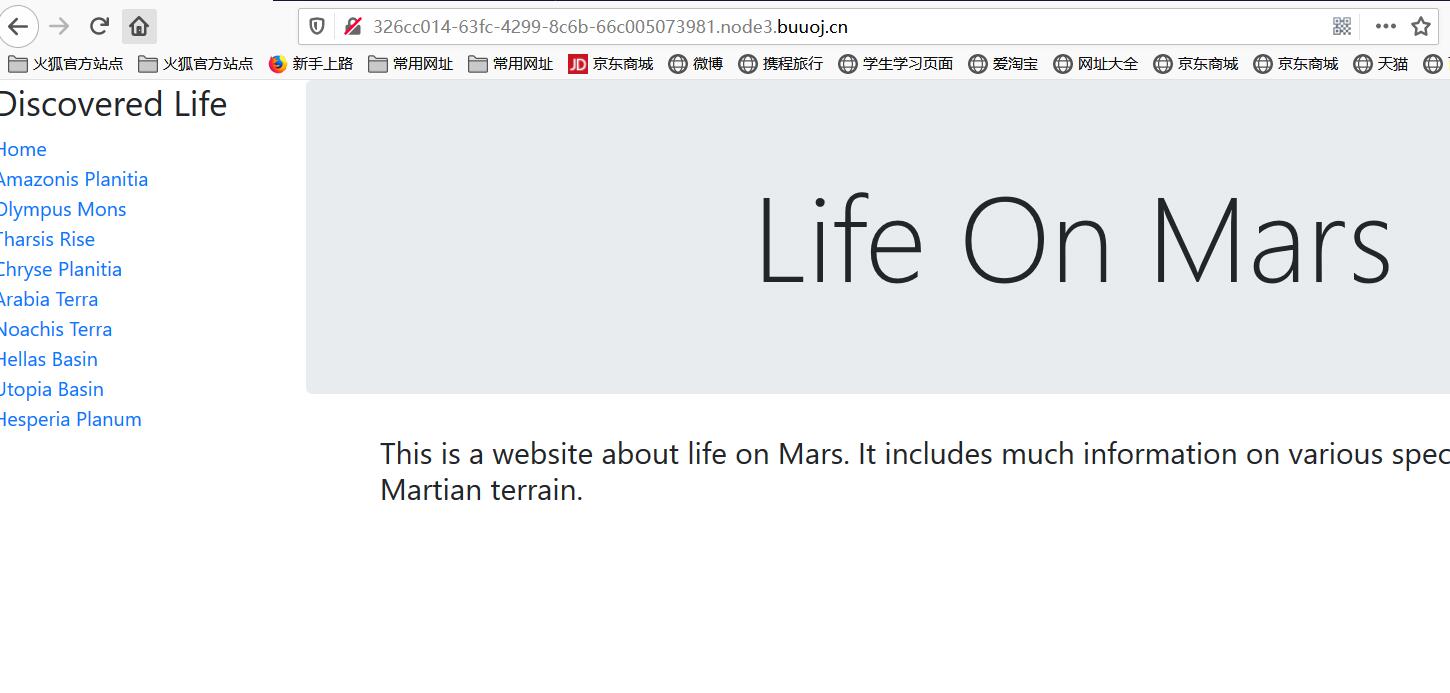 326cc014-63fc-4299-8c6b-66c005073981.node3.buuoj.cn
火狐官方站点 火狐官方站点 新手上路 常用网址 常用网址 JD 京东商城 微博 携程旅行 学生学习页面 爱淘宝 网址大全 京东商城 京东商城 天猫
Discovered Life
Home
Amazonis Planitia
Olympus Mons
Tharsis Rise
Chryse Planitia
Arabia Terra
Noachis Terra
Hellas Basin
Utopia Basin
Hesperia Planum
Life On Mars
This is a website about life on Mars. It includes much information on various spec
Martian terrain.